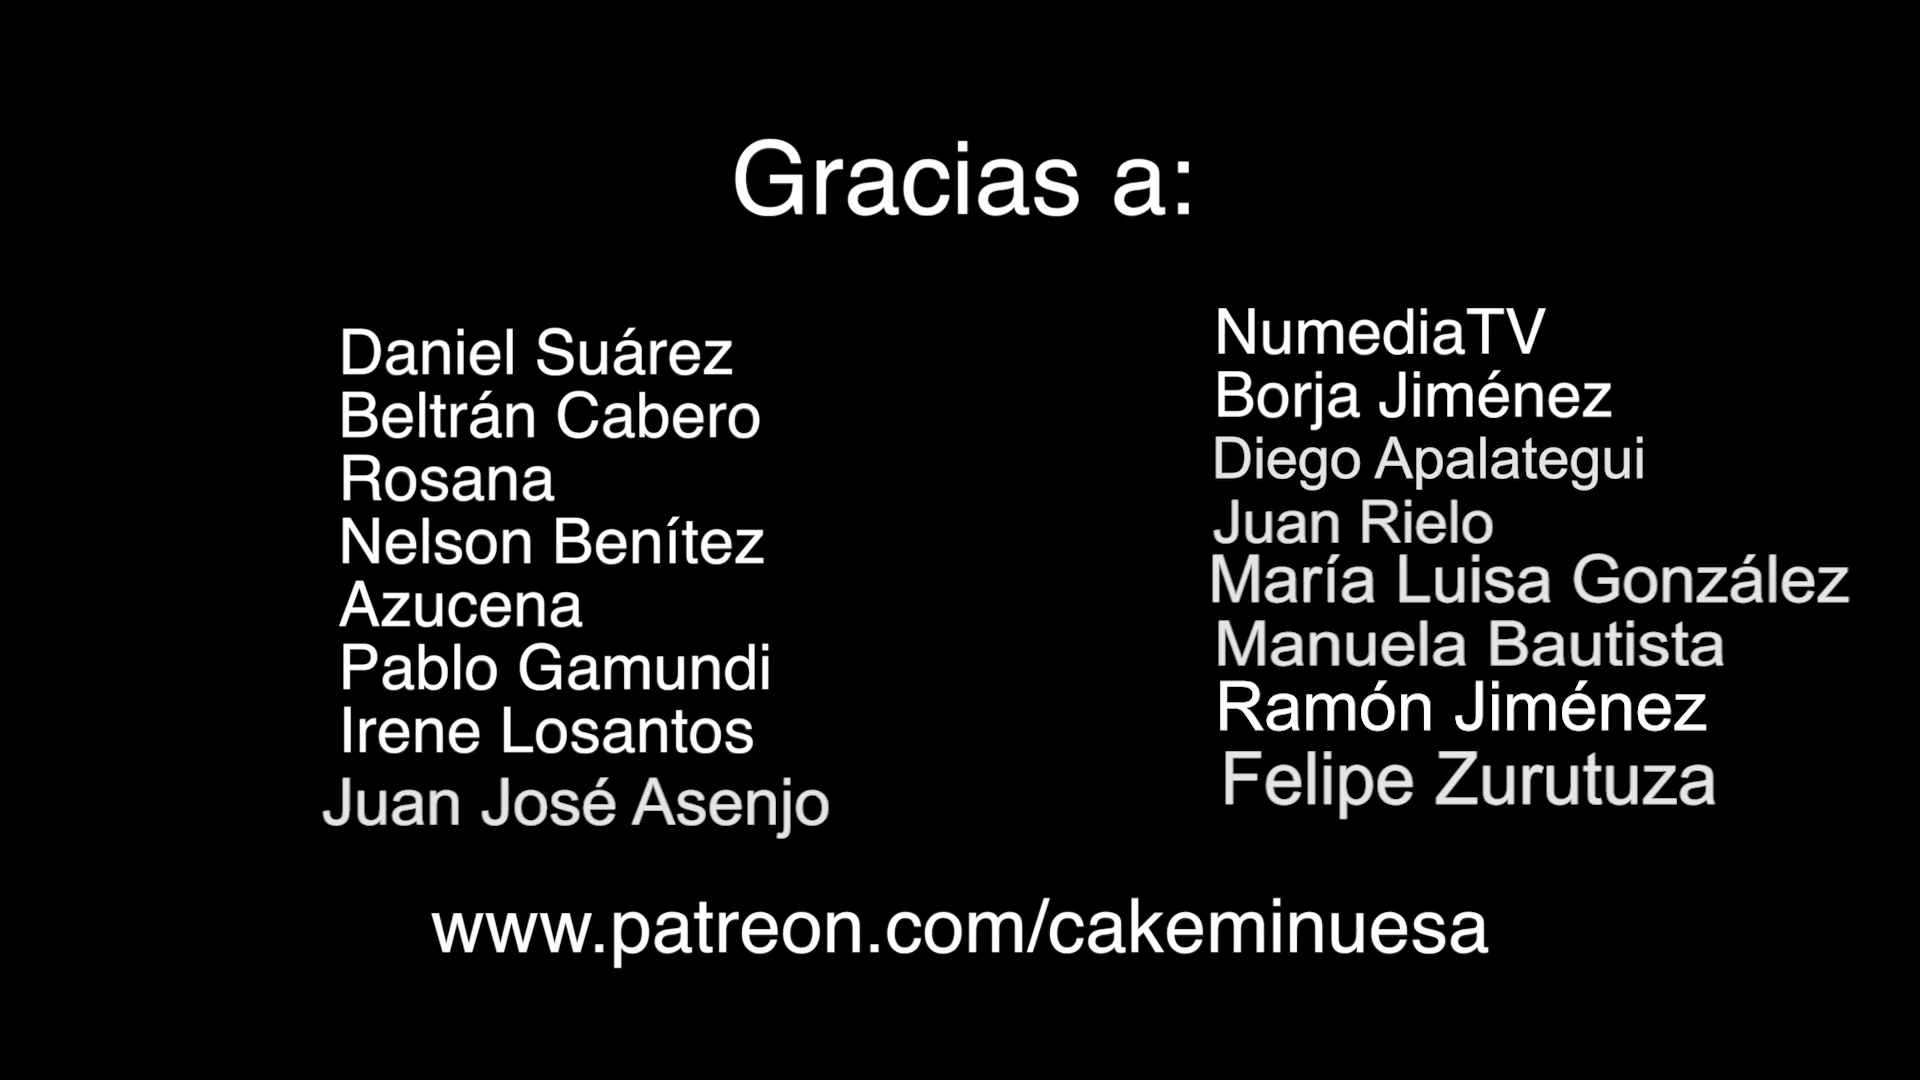 Gracias a:
Daniel Suárez
Beltrán Cabero
Rosana
Nelson Benítez
Azucena
Pablo Gamundi
Irene Losantos
Juan José Asenjo
NumediaTV
Borja Jiménez
Diego Apalategui
Juan Rielo
María Luisa González
Manuela Bautista
Ramón Jiménez
Felipe Zurutuza
www.patreon.com/cakeminuesa